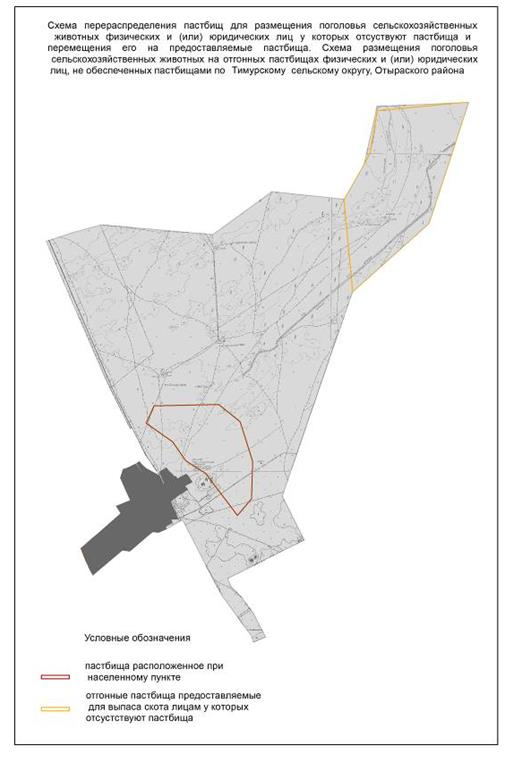 Схема перераспределения пастбищ для размещения поголовья сельскохозяйственных
животных физических и (или) юридических лиц у которых отсуствуют пастбища и
перемещения его на предоставляемые пастбища. Схема размещения поголовья
сельскохозяйственных животных на отгонных пастбищах физических и (или) юридических
лиц, не обеспеченных пастбищами по Тимурскому сельскому округу, Отыраского района
Условные обозначения
пастбища расположенное при
населенному пункте
отгонные пастбища предоставляемые
для выпаса скота лицам у которых
отсутствуют пастбища